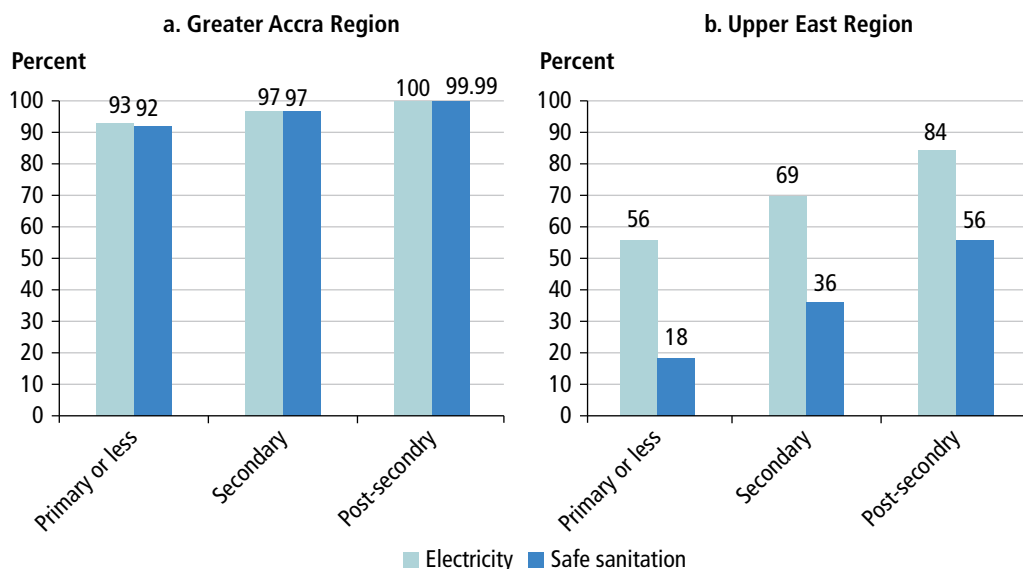 a. Greater Accra Region
Percent
100
90
80
70
60
50
40
30
20
10
0
93 92
97 97
100 99.99
Primary or less
Secondary
Post-secondry
b. Upper East Region
Percent
100
90
80
70
60
50
40
30
20
10
0
56
18
69
36
84
56
Primary or less
Secondary
Post-secondry
Electricity Safe sanitation